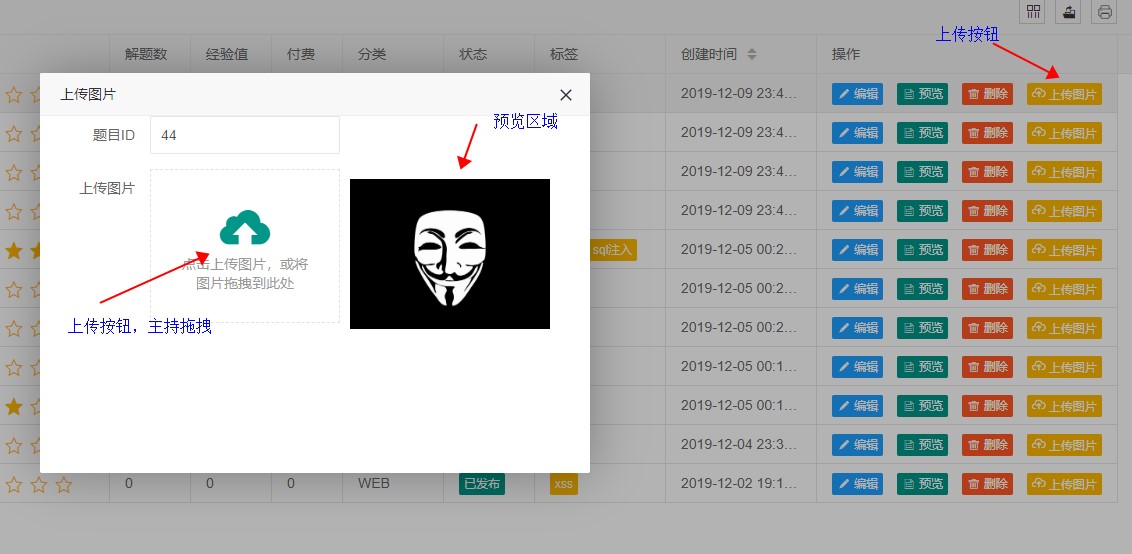 上传按钮
解题数 经验值 付费 分类 状态 标签 创建时间 操作
上传图片
2019-12-09 23:4... 编辑 预览 删除 上传图片
预览区域
题目ID 44
2019-12-09 23:4... 编辑 预览 删除 上传图片
2019-12-09 23:4... 编辑 预览 删除 上传图片
上传图片
2019-12-09 23:4... 编辑 预览 删除 上传图片
sql注入 2019-12-05 00:2... 编辑 预览 删除 上传图片
点击上传图片，或将
图片拖拽到此处
2019-12-05 00:2... 编辑 预览 删除 上传图片
上传按钮，主持拖拽
2019-12-05 00:2... 编辑 预览 删除 上传图片
2019-12-05 00:1... 编辑 预览 删除 上传图片
2019-12-05 00:1... 编辑 预览 删除 上传图片
2019-12-04 23:3... 编辑 预览 删除 上传图片
0 0 0 WEB 已发布 xss 2019-12-02 19:1... 编辑 预览 删除 上传图片